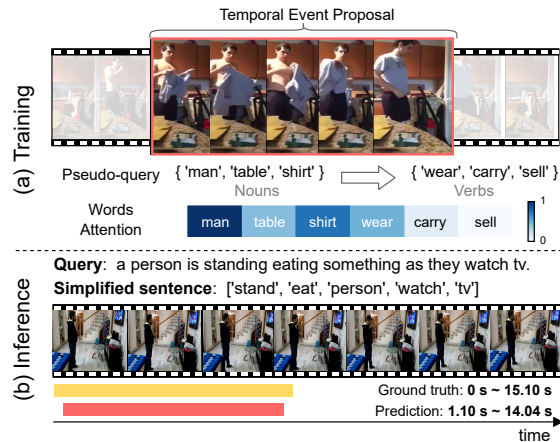 Temporal Event Proposal
(a) Training
Pseudo-query { 'man', 'table', 'shirt' } { 'wear', 'carry', 'sell' }
Nouns Verbs
Words Attention
man table shirt wear carry sell
1
0
(b) Inference
Query: a person is standing eating something as they watch tv.
Simplified sentence: ['stand', 'eat', 'person', 'watch', 'tv']
Ground truth: 0 s ~ 15.10 s
Prediction: 1.10 s ~ 14.04 s
time